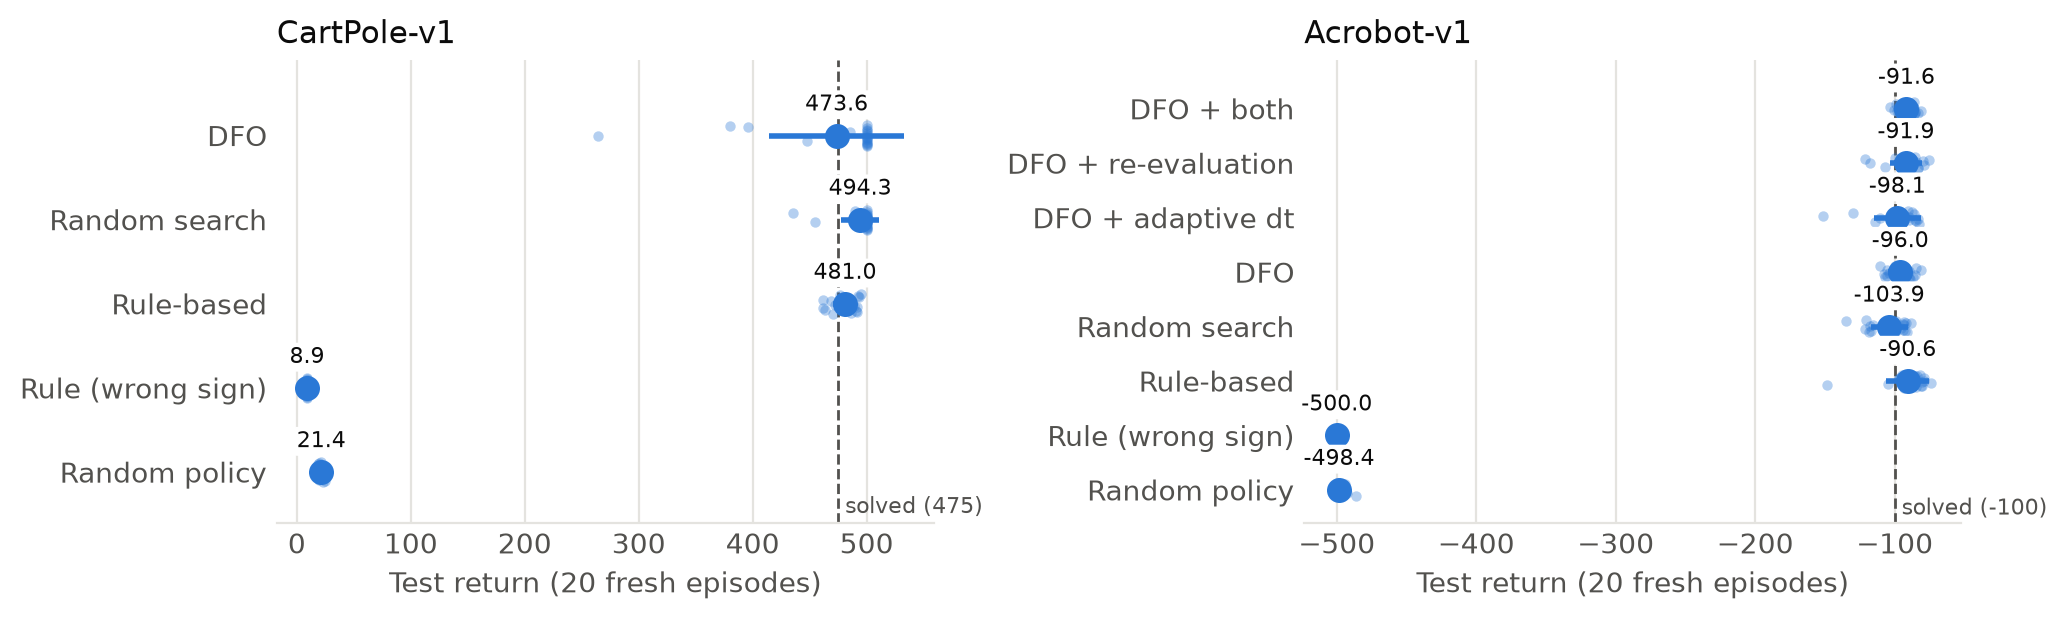 CartPole-v1
473.6
DFO
494.3
Random search
481.0
Rule-based
8.9
Rule (wrong sign)
21.4
Random policy
solved (475)
0 100 200 300 400 500
Test return (20 fresh episodes)
Acrobot-v1
-91.6
DFO + both
-91.9
DFO + re-evaluation
-98.1
DFO + adaptive dt
-96.0
DFO
-103.9
Random search
-90.6
Rule-based
-500.0
Rule (wrong sign)
-498.4
Random policy
solved (-100)
−500 −400 −300 −200 −100
Test return (20 fresh episodes)